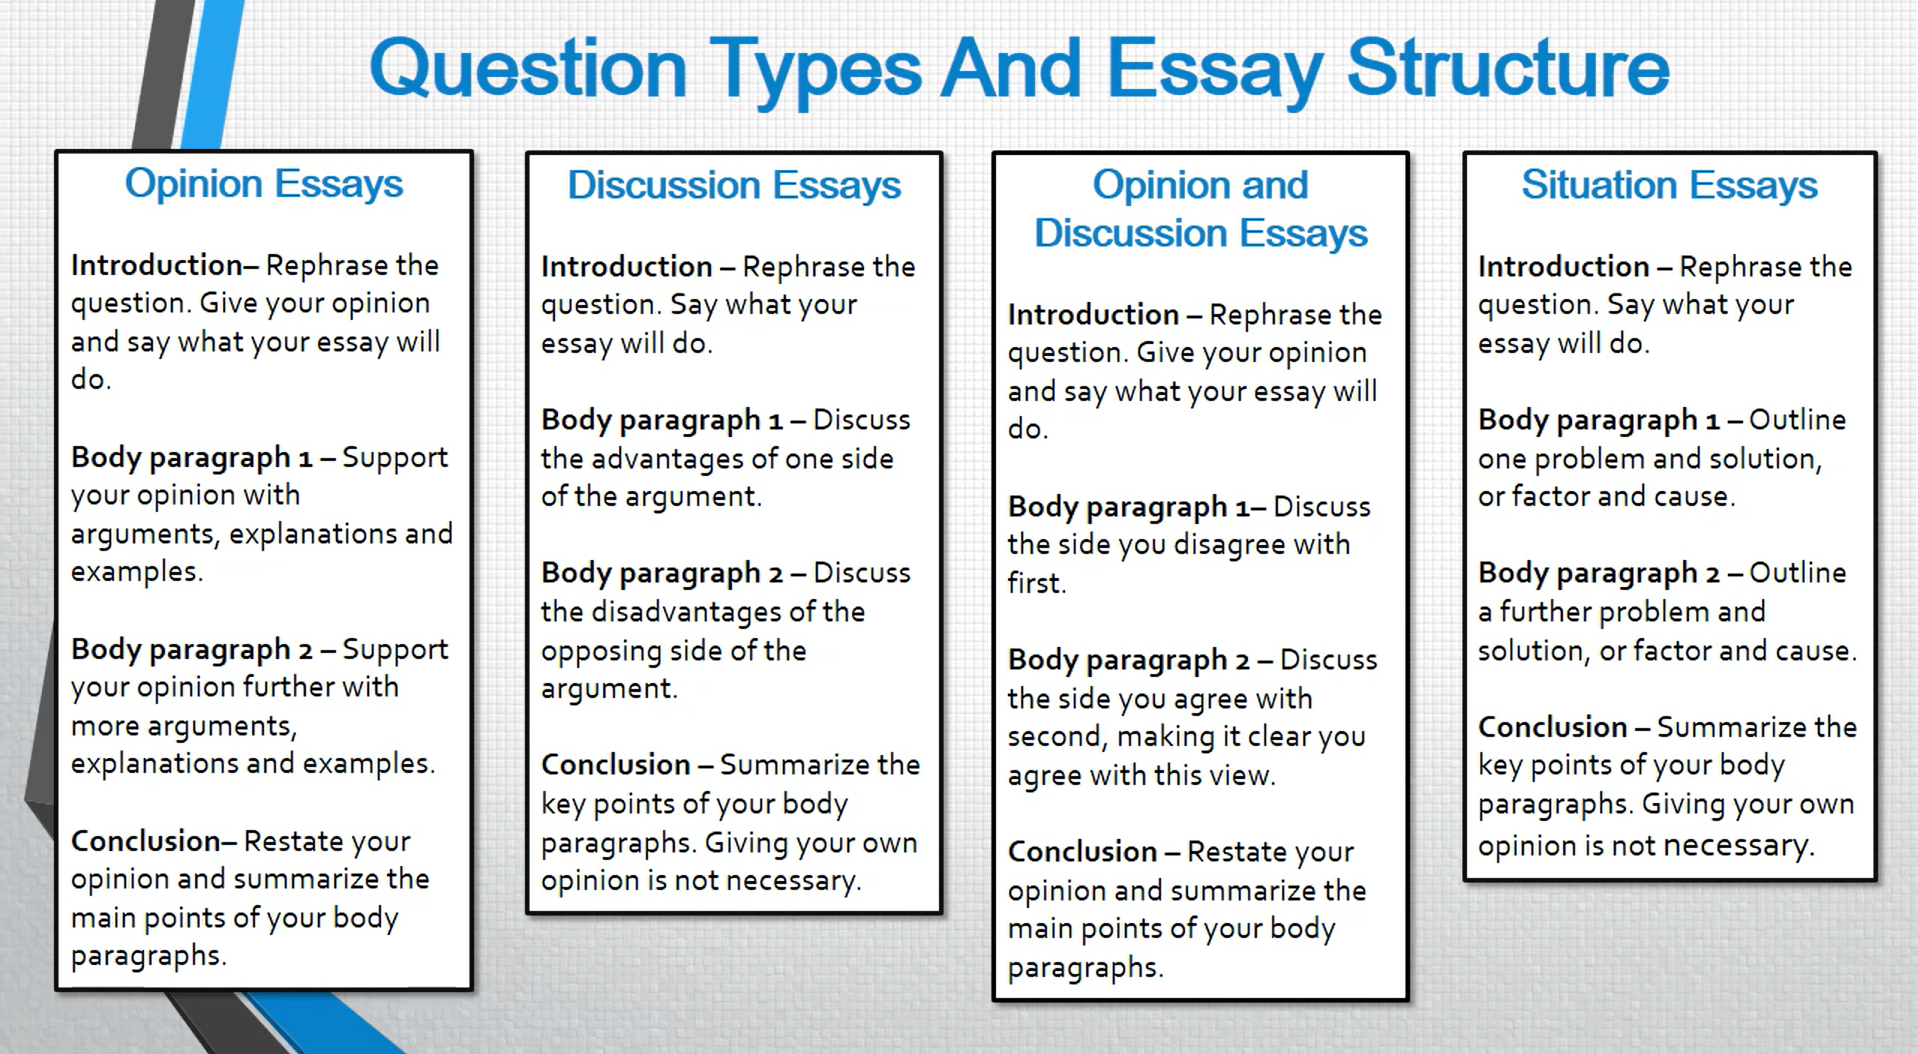 Question Types And Essay Structure
Opinion Essays
Introduction– Rephrase the
question. Give your opinion
and say what your essay will
do.
Body paragraph 1 – Support
your opinion with
arguments, explanations and
examples.
Body paragraph 2 – Support
your opinion further with
more arguments,
explanations and examples.
Conclusion– Restate your
opinion and summarize the
main points of your body
paragraphs.
Discussion Essays
Introduction – Rephrase the
question. Say what your
essay will do.
Body paragraph 1 – Discuss
the advantages of one side
of the argument.
Body paragraph 2 – Discuss
the disadvantages of the
opposing side of the
argument.
Conclusion – Summarize the
key points of your body
paragraphs. Giving your own
opinion is not necessary.
Opinion and
Discussion Essays
Introduction – Rephrase the
question. Give your opinion
and say what your essay will
do.
Body paragraph 1– Discuss
the side you disagree with
first.
Body paragraph 2 – Discuss
the side you agree with
second, making it clear you
agree with this view.
Conclusion – Restate your
opinion and summarize the
main points of your body
paragraphs.
Situation Essays
Introduction – Rephrase the
question. Say what your
essay will do.
Body paragraph 1 – Outline
one problem and solution,
or factor and cause.
Body paragraph 2 – Outline
a further problem and
solution, or factor and cause.
Conclusion – Summarize the
key points of your body
paragraphs. Giving your own
opinion is not necessary.